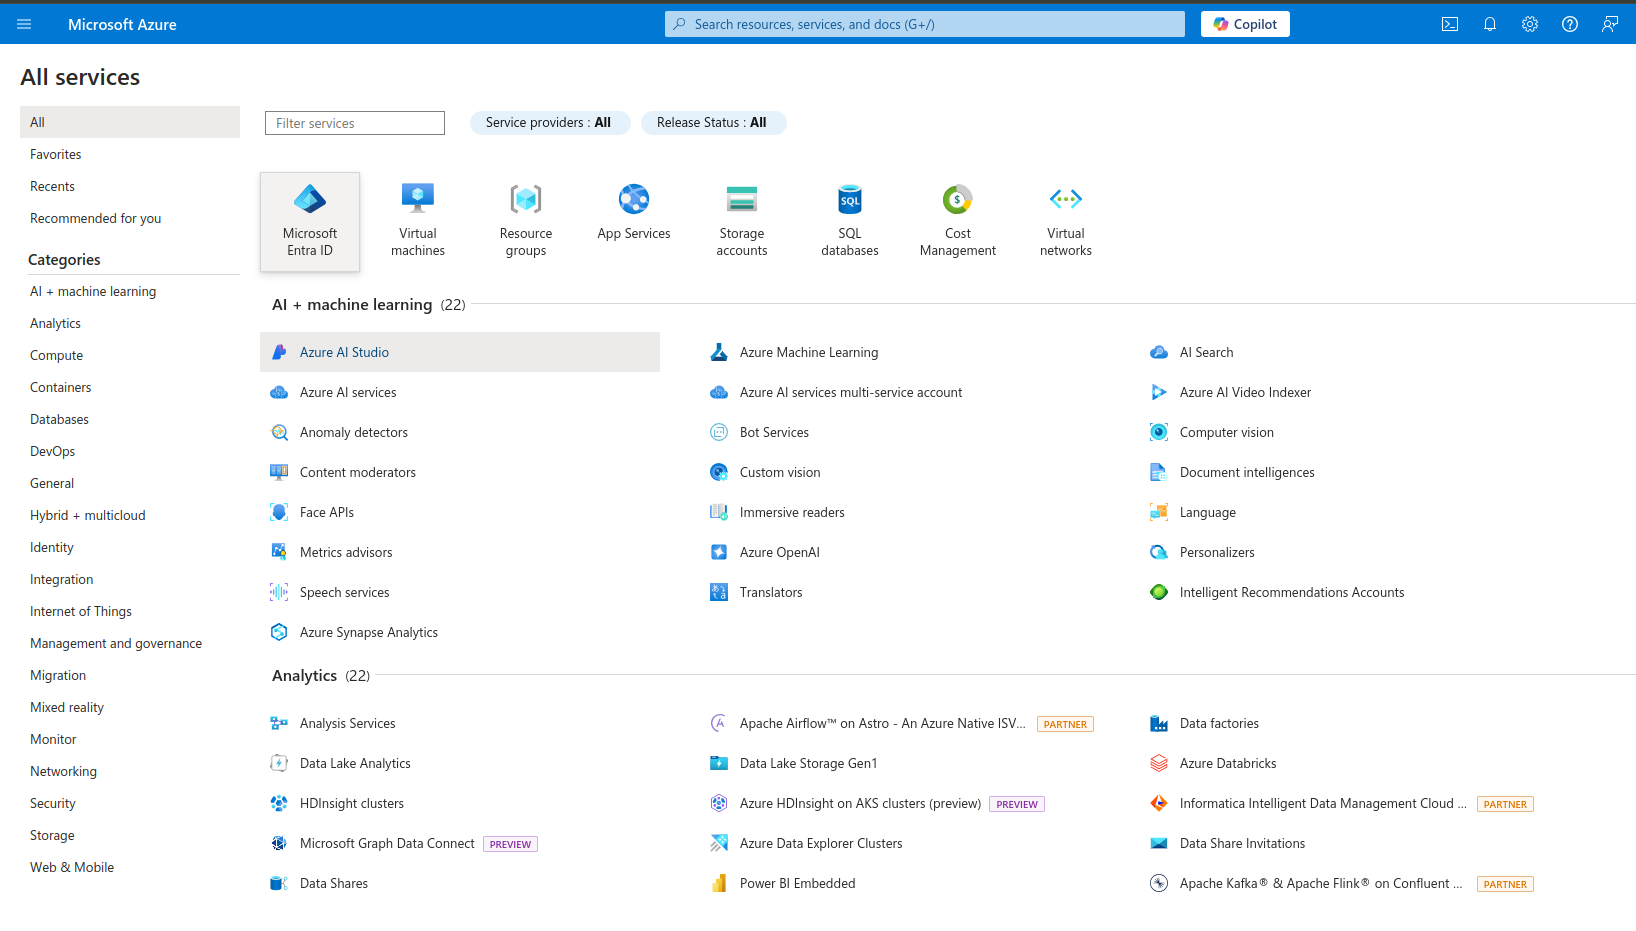 Microsoft Azure
Search resources, services, and docs (G+/)
Copilot
All services
All
Favorites
Recents
Recommended for you
Categories
AI + machine learning
Analytics
Compute
Containers
Databases
DevOps
General
Hybrid + multicloud
Identity
Integration
Internet of Things
Management and governance
Migration
Mixed reality
Monitor
Networking
Security
Storage
Web & Mobile
Filter services
Service providers : All
Release Status : All
Microsoft
Entra ID
Virtual
machines
Resource
groups
App Services
Storage
accounts
SQL
SQL
databases
$
Cost
Management
Virtual
networks
AI + machine learning (22)
Azure AI Studio
Azure Machine Learning
AI Search
Azure AI services
Azure AI services multi-service account
Azure AI Video Indexer
Anomaly detectors
Bot Services
Computer vision
Content moderators
Custom vision
Document intelligences
Face APIs
Immersive readers
Language
Metrics advisors
Azure OpenAI
Personalizers
Speech services
Translators
Intelligent Recommendations Accounts
Azure Synapse Analytics
Analytics (22)
Analysis Services
Apache Airflow™ on Astro - An Azure Native ISV... PARTNER
Data factories
Data Lake Analytics
Data Lake Storage Gen1
Azure Databricks
HDInsight clusters
Azure HDInsight on AKS clusters (preview) PREVIEW
Informatica Intelligent Data Management Cloud ... PARTNER
Microsoft Graph Data Connect PREVIEW
Azure Data Explorer Clusters
Data Share Invitations
Data Shares
Power BI Embedded
Apache Kafka® & Apache Flink® on Confluent ... PARTNER